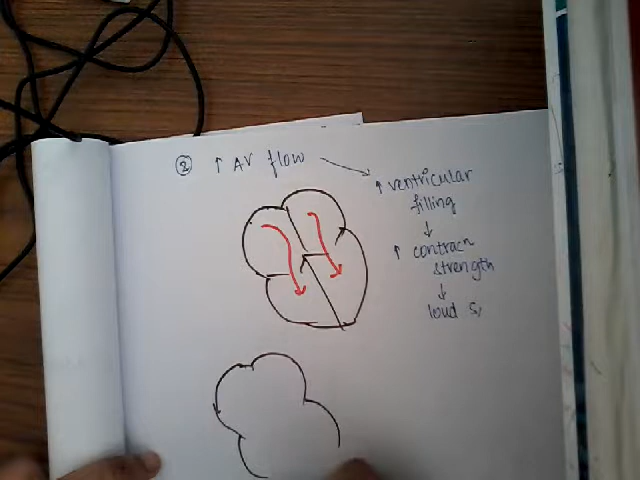 ② ↑ AV flow →
↑ ventricular
filling
↓
↑ contracn
strength
↓
loud S₁